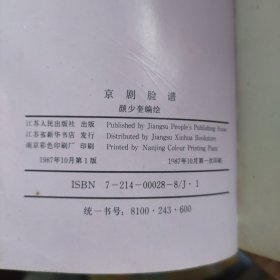 京剧脸谱
颜少奎编绘
江苏人民出版社 出版 Published by Jiangsu People's Publishing House
江苏省新华书店 发行 Distributed by Jiangsu Xinhua Bookstore
南京彩色印刷厂 印刷 Printed by Nanjing Colour Printing Plant
1987年10月第1版 1987年10月第一次印刷
ISBN 7-214-00028-8/J·1
统一书号：8100·243·600